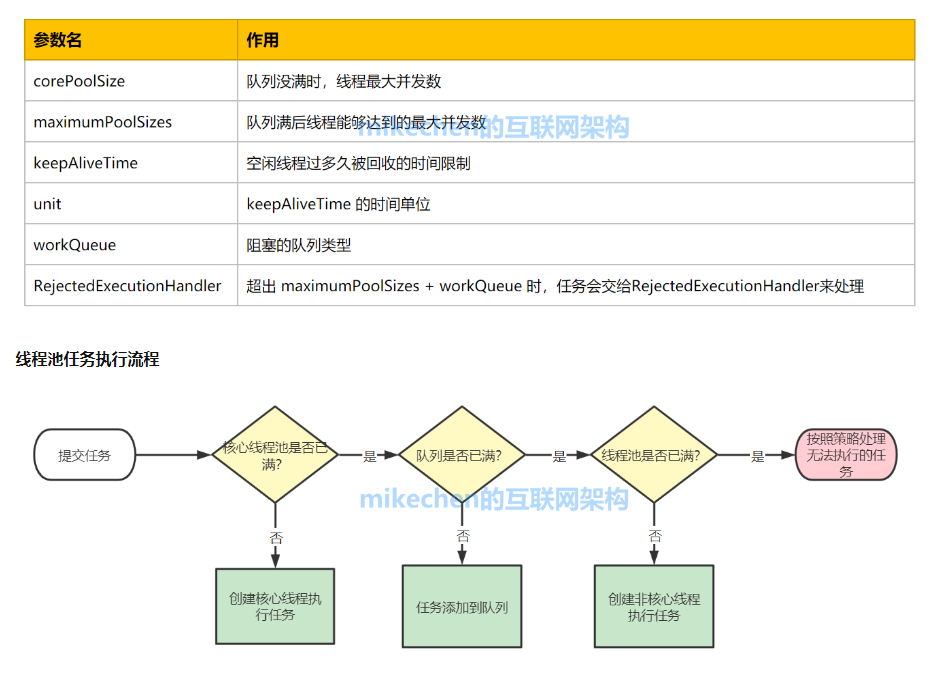 参数名 作用
corePoolSize 队列没满时，线程最大并发数
maximumPoolSizes 队列满后线程能够达到的最大并发数
mikechen的互联网架构
keepAliveTime 空闲线程过多久被回收的时间限制
unit keepAliveTime 的时间单位
workQueue 阻塞的队列类型
RejectedExecutionHandler 超出 maximumPoolSizes + workQueue 时，任务会交给RejectedExecutionHandler来处理
线程池任务执行流程
提交任务
核心线程池是否已
满？
是
队列是否已满？
是
线程池是否已满？
是
按照策略处理
无法执行的任
务
mikechen的互联网架构
否
否
否
创建核心线程执
行任务
任务添加到队列
创建非核心线程
执行任务